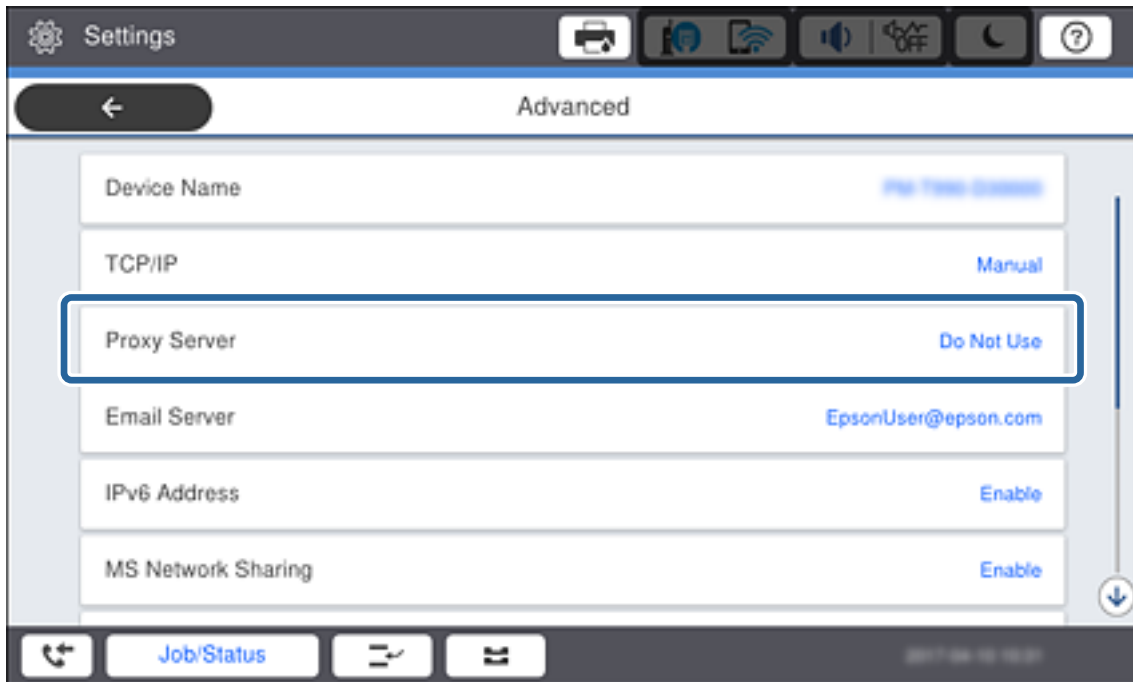 Settings
OFF
?
Advanced
Device Name
TCP/IP Manual
Proxy Server Do Not Use
Email Server EpsonUser@epson.com
IPv6 Address Enable
MS Network Sharing Enable
Job/Status